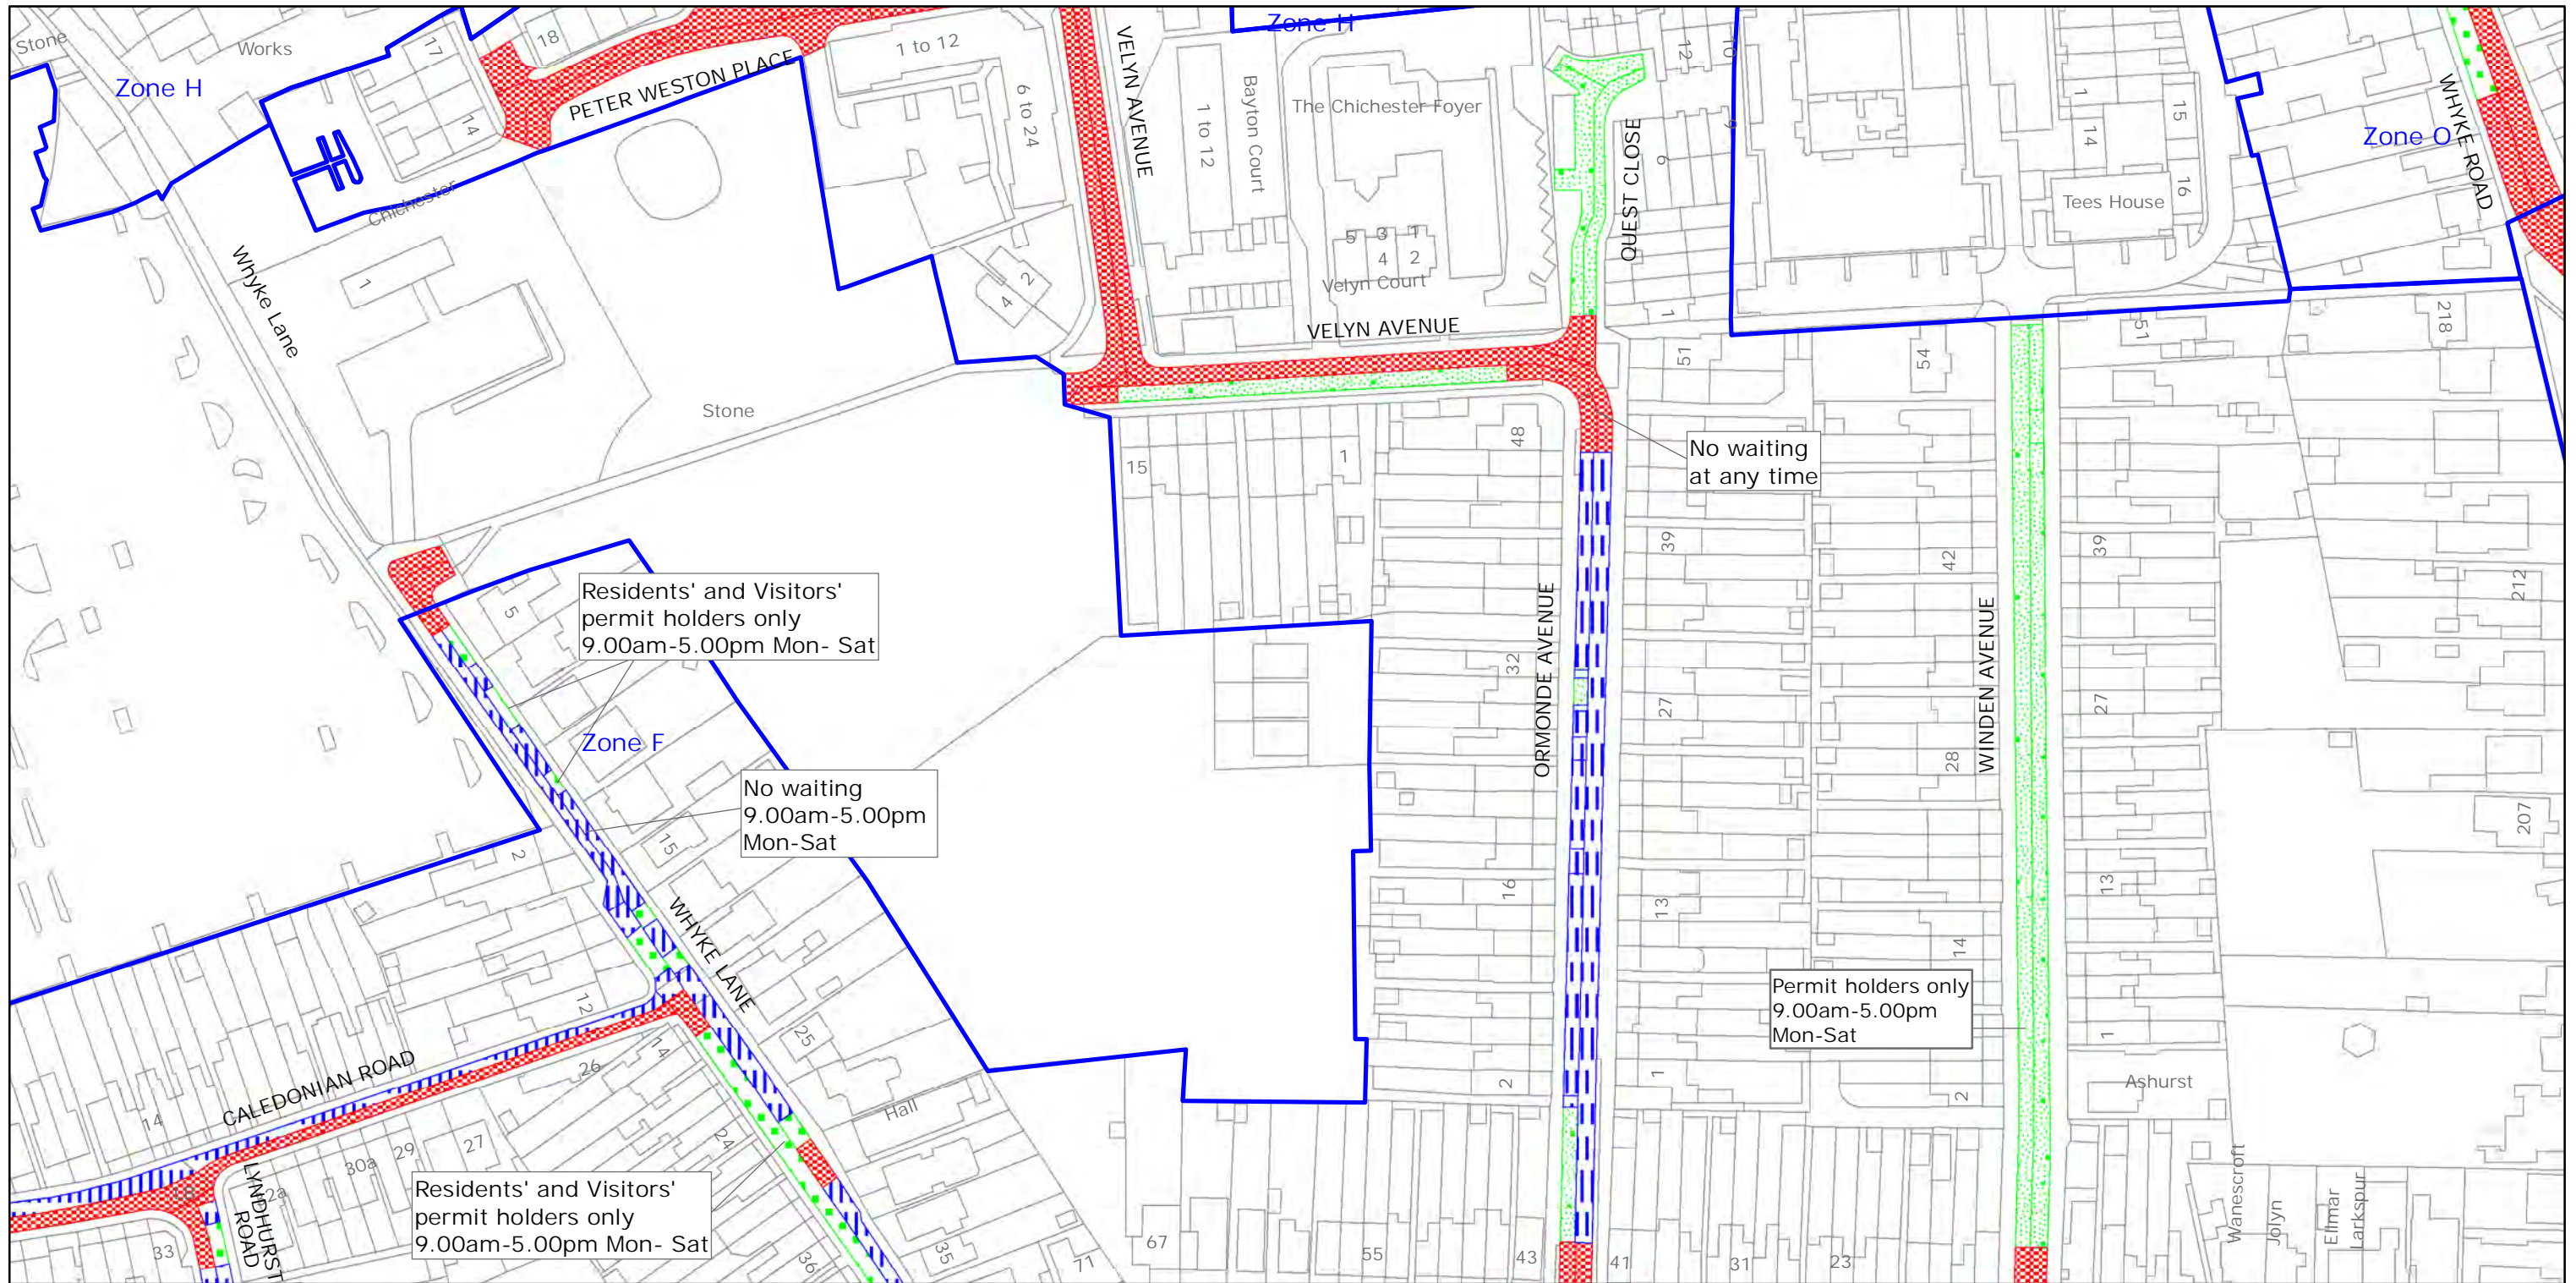 Stone
Works
Zone H
17
14
18
PETER WESTON PLACE
Chichester
1 to 12
6 to 24
VELYN AVENUE
Zone H
1 to 12
Bayton Court
The Chichester Foyer
5
3
1
4
2
Velyn Court
VELYN AVENUE
QUEST CLOSE
12
10
9
6
1
1
14
15
16
Tees House
Zone O
WHYKE ROAD
Whyke Lane
1
2
4
Stone
15
1
48
51
54
51
218
No waiting
at any time
5
Residents' and Visitors'
permit holders only
9.00am-5.00pm Mon- Sat
Zone F
No waiting
9.00am-5.00pm
Mon-Sat
15
2
WHYKE LANE
12
14
25
26
CALEDONIAN ROAD
14
30a
29
27
24
Hall
LYNDHURST
ROAD
33
Residents' and Visitors'
permit holders only
9.00am-5.00pm Mon- Sat
36
35
71
67
55
43
41
31
23
ORMONDE AVENUE
32
16
2
39
27
13
1
WINDEN AVENUE
42
28
14
2
Permit holders only
9.00am-5.00pm
Mon-Sat
39
27
13
1
Ashurst
212
207
Wanescroft
Jolyn
Ellmar
Larkspur